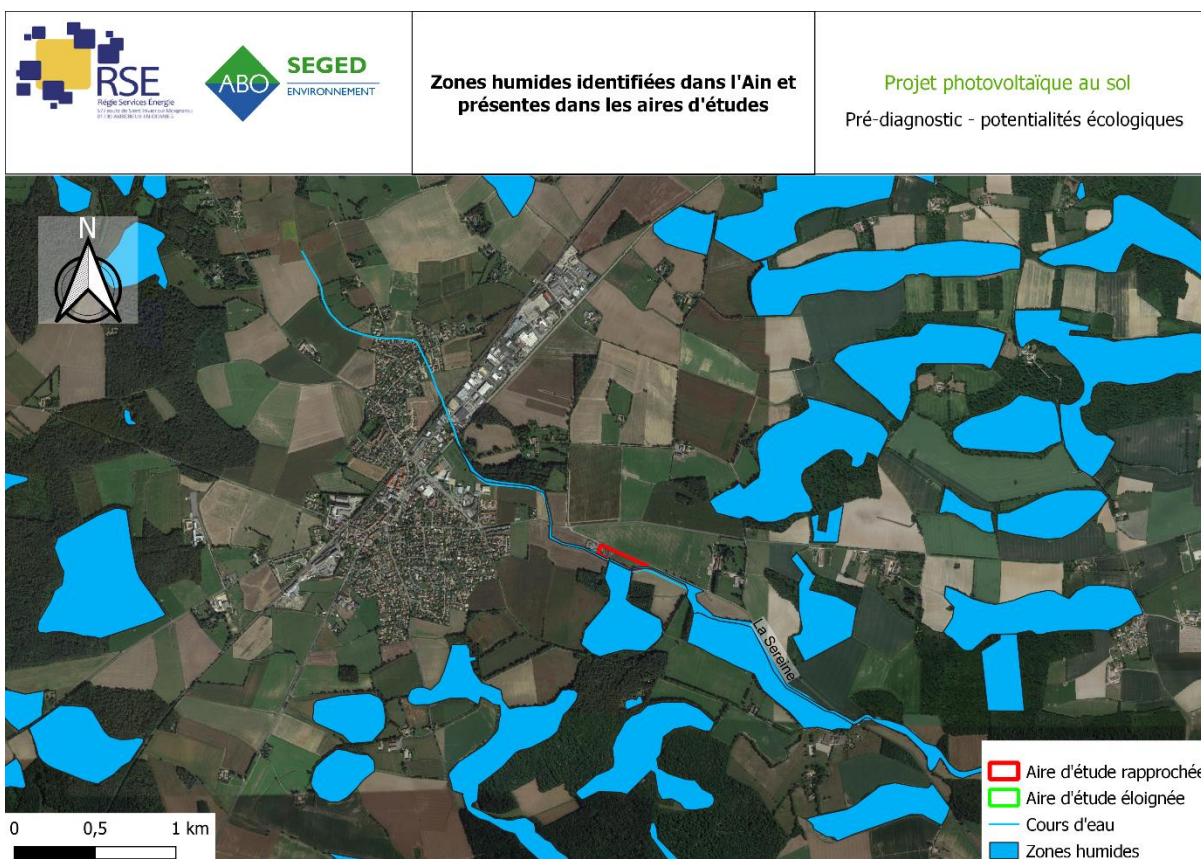 RSE
Régie Services Énergie
ABO
SEGED
ENVIRONNEMENT
Zones humides identifiées dans l'Ain et
présentes dans les aires d'études
Projet photovoltaïque au sol
Pré-diagnostic - potentialités écologiques
N
La Sereine
0 0,5 1 km
Aire d'étude rapprochée
Aire d'étude éloignée
Cours d'eau
Zones humides